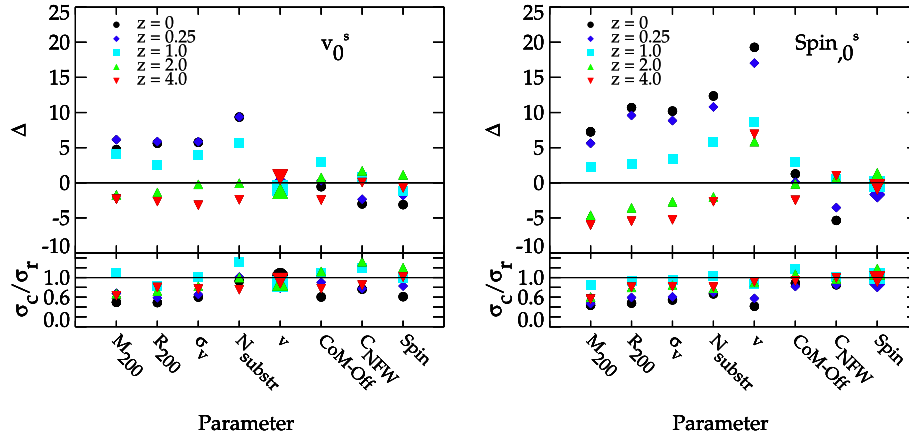 25
20
15
10
5
0
-5
-10
Δ
z = 0
z = 0.25
z = 1.0
z = 2.0
z = 4.0
v₀ˢ
1.0
0.6
0.0
σc/σr
M200
R200
σv
Nsubstr
v
CoM-Off
CNFW
Spin
Parameter
25
20
15
10
5
0
-5
-10
Δ
z = 0
z = 0.25
z = 1.0
z = 2.0
z = 4.0
Spin,₀ˢ
1.0
0.6
0.0
σc/σr
M200
R200
σv
Nsubstr
v
CoM-Off
CNFW
Spin
Parameter